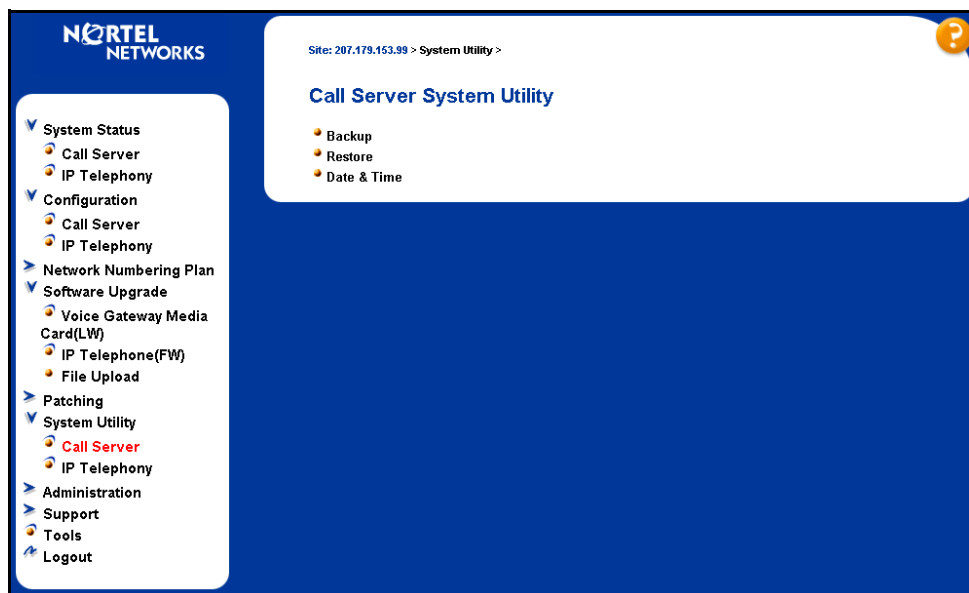 NORTEL
NETWORKS
Site: 207.179.153.99 > System Utility >
?
Call Server System Utility
Backup
Restore
Date & Time
System Status
Call Server
IP Telephony
Configuration
Call Server
IP Telephony
Network Numbering Plan
Software Upgrade
Voice Gateway Media
Card(LW)
IP Telephone(FW)
File Upload
Patching
System Utility
Call Server
IP Telephony
Administration
Support
Tools
Logout